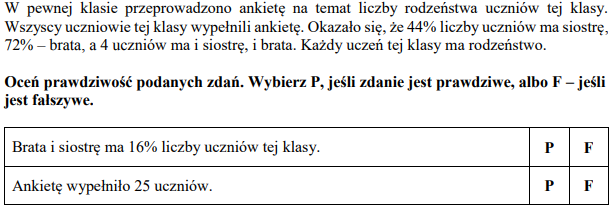 W pewnej klasie przeprowadzono ankietę na temat liczby rodzeństwa uczniów tej klasy.
Wszyscy uczniowie tej klasy wypełnili ankietę. Okazało się, że 44% liczby uczniów ma siostrę,
72% – brata, a 4 uczniów ma i siostrę, i brata. Każdy uczeń tej klasy ma rodzeństwo.
Oceń prawdziwość podanych zdań. Wybierz P, jeśli zdanie jest prawdziwe, albo F – jeśli
jest fałszywe.
Brata i siostrę ma 16% liczby uczniów tej klasy. P F
Ankietę wypełniło 25 uczniów. P F